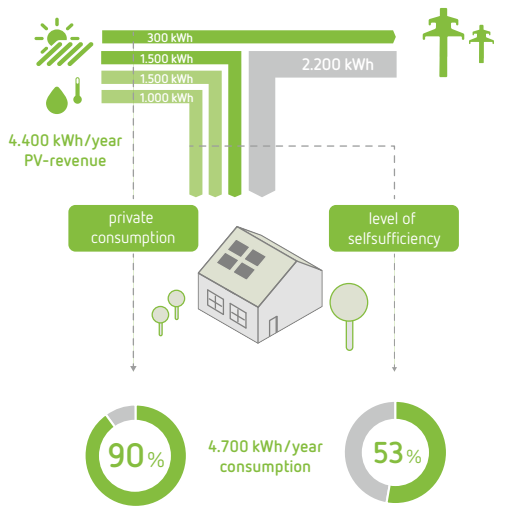 300 kWh
1.500 kWh
1.500 kWh
1.000 kWh
2.200 kWh
4.400 kWh/year
PV-revenue
private
consumption
level of
selfsufficiency
90%
4.700 kWh/year
consumption
53%